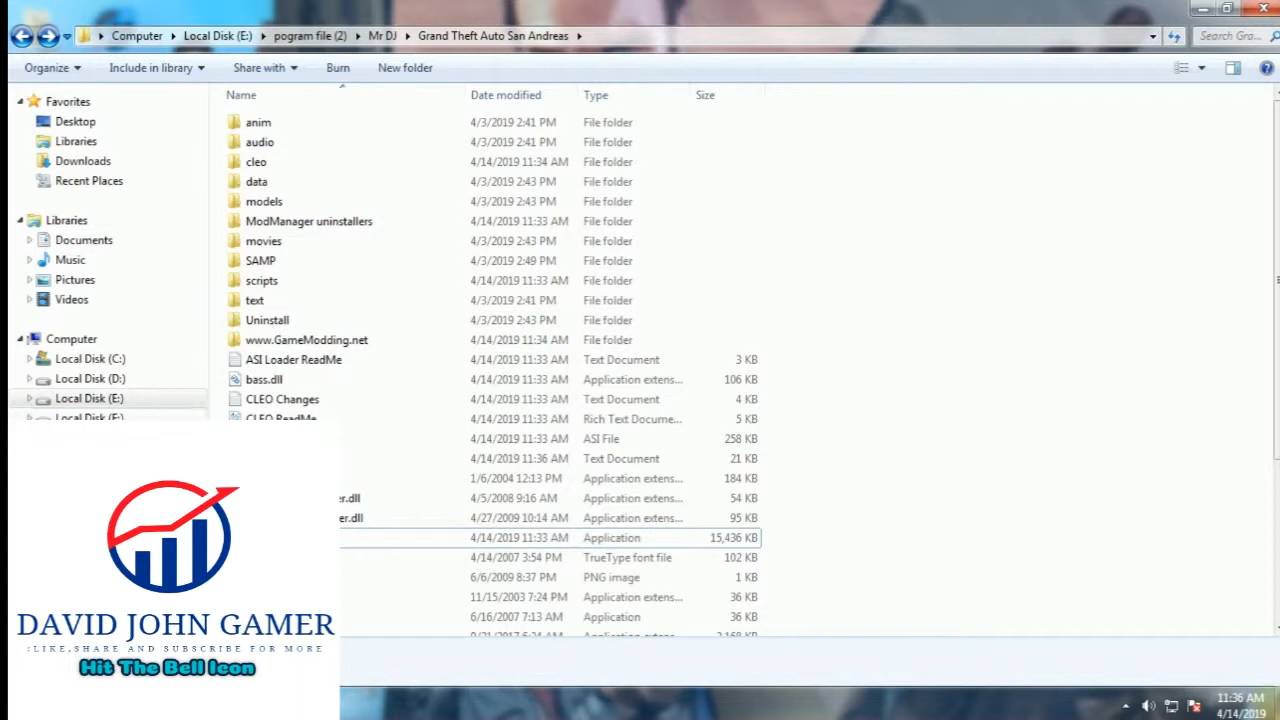 Computer Local Disk (E:) pogram file (2) Mr DJ Grand Theft Auto San Andreas Search Gra...
Organize Include in library Share with Burn New folder
Name Date modified Type Size
Favorites
Desktop
Libraries
Downloads
Recent Places
Libraries
Documents
Music
Pictures
Videos
Computer
Local Disk (C:)
Local Disk (D:)
Local Disk (E:)
Local Disk (F:)
anim 4/3/2019 2:41 PM File folder
audio 4/3/2019 2:41 PM File folder
cleo 4/14/2019 11:34 AM File folder
data 4/3/2019 2:43 PM File folder
models 4/3/2019 2:43 PM File folder
ModManager uninstallers 4/14/2019 11:33 AM File folder
movies 4/3/2019 2:43 PM File folder
SAMP 4/3/2019 2:49 PM File folder
scripts 4/14/2019 11:33 AM File folder
text 4/3/2019 2:41 PM File folder
Uninstall 4/3/2019 2:43 PM File folder
www.GameModding.net 4/14/2019 11:34 AM File folder
ASI Loader ReadMe 4/14/2019 11:33 AM Text Document 3 KB
bass.dll 4/14/2019 11:33 AM Application extens... 106 KB
CLEO Changes 4/14/2019 11:33 AM Text Document 4 KB
CLEO ReadMe 4/14/2019 11:33 AM Rich Text Docume... 5 KB
4/14/2019 11:33 AM ASI File 258 KB
4/14/2019 11:36 AM Text Document 21 KB
1/6/2004 12:13 PM Application extens... 184 KB
er.dll 4/5/2008 9:16 AM Application extens... 54 KB
er.dll 4/27/2009 10:14 AM Application extens... 95 KB
4/14/2019 11:33 AM Application 15,436 KB
4/14/2007 3:54 PM TrueType font file 102 KB
6/6/2009 8:37 PM PNG image 1 KB
11/15/2003 7:24 PM Application extens... 36 KB
6/16/2007 7:13 AM Application 36 KB
9/21/2017 6:24 AM Application extens... 2,168 KB
DAVID JOHN GAMER
:LIKE,SHARE AND SUBSCRIBE FOR MORE
Hit The Bell Icon
11:36 AM
4/14/2019